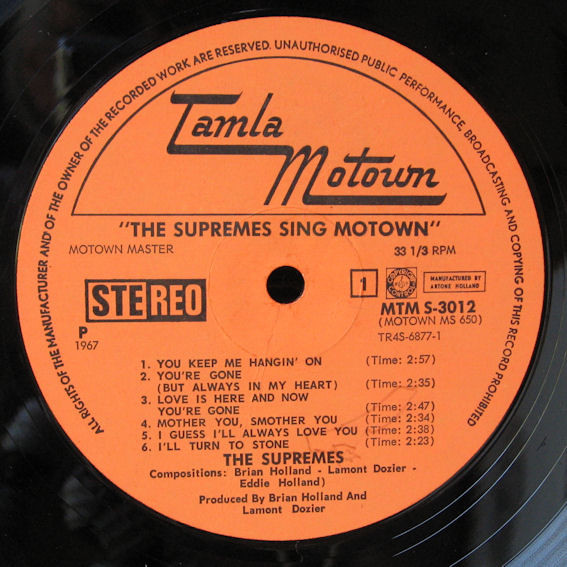 ALL RIGHTS OF THE MANUFACTURER AND OF THE OWNER OF THE RECORDED WORK ARE RESERVED. UNAUTHORISED PUBLIC PERFORMANCE, BROADCASTING AND COPYING OF THIS RECORD PROHIBITED
Tamla
Motown
"THE SUPREMES SING MOTOWN"
MOTOWN MASTER 33 1/3 RPM
STEREO 1 MANUFACTURED BY
ARTONE HOLLAND
MTM S-3012
(MOTOWN MS 650)
P
1967 TR4S-6877-1
1. YOU KEEP ME HANGIN' ON (Time: 2:57)
2. YOU'RE GONE
(BUT ALWAYS IN MY HEART) (Time: 2:35)
3. LOVE IS HERE AND NOW
YOU'RE GONE (Time: 2:47)
4. MOTHER YOU, SMOTHER YOU (Time: 2:34)
5. I GUESS I'LL ALWAYS LOVE YOU (Time: 2:38)
6. I'LL TURN TO STONE (Time: 2:23)
THE SUPREMES
Compositions: Brian Holland - Lamont Dozier -
Eddie Holland)
Produced By Brian Holland And
Lamont Dozier